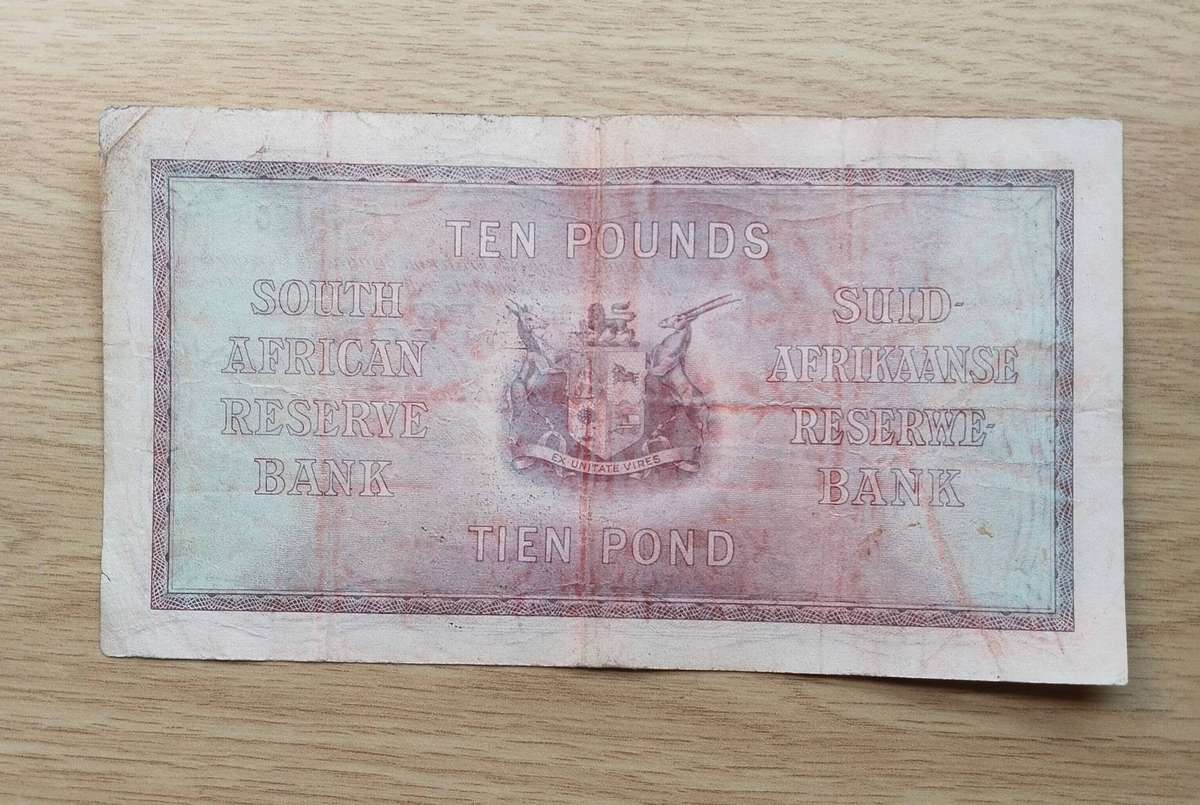 TEN POUNDS
SOUTH
AFRICAN
RESERVE
BANK
SUID-
AFRIKAANSE
RESERWE-
BANK
EX UNITATE VIRES
TIEN POND